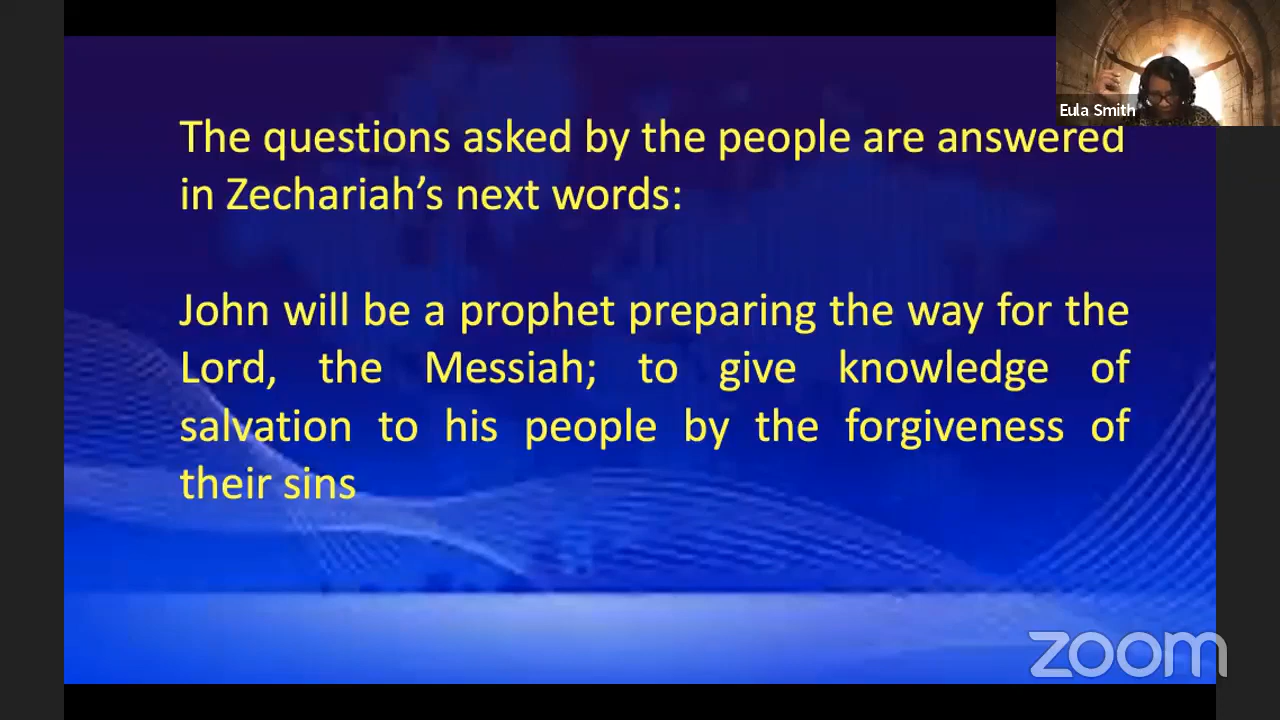 Eula Smith
The questions asked by the people are answered
in Zechariah’s next words:
John will be a prophet preparing the way for the
Lord, the Messiah; to give knowledge of
salvation to his people by the forgiveness of
their sins
zoom